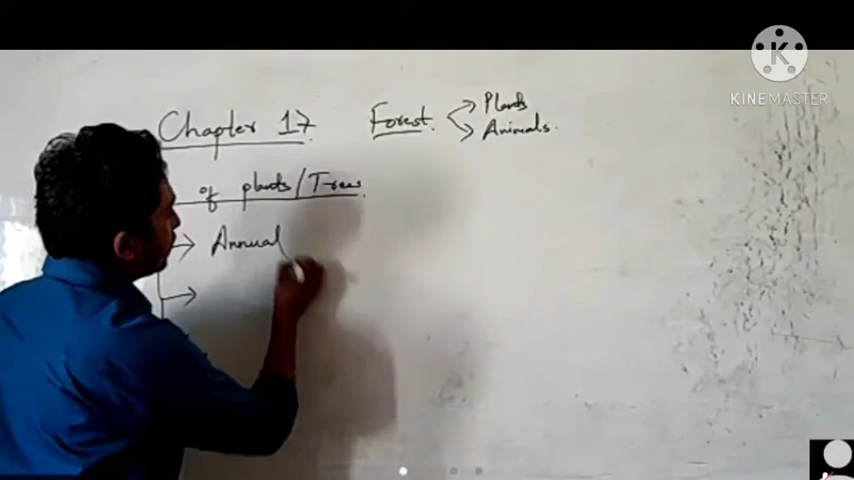 KINEMASTER
Chapter 17 Forest. → Plants
→ Animals.
of plants/Trees.
→ Annual
→